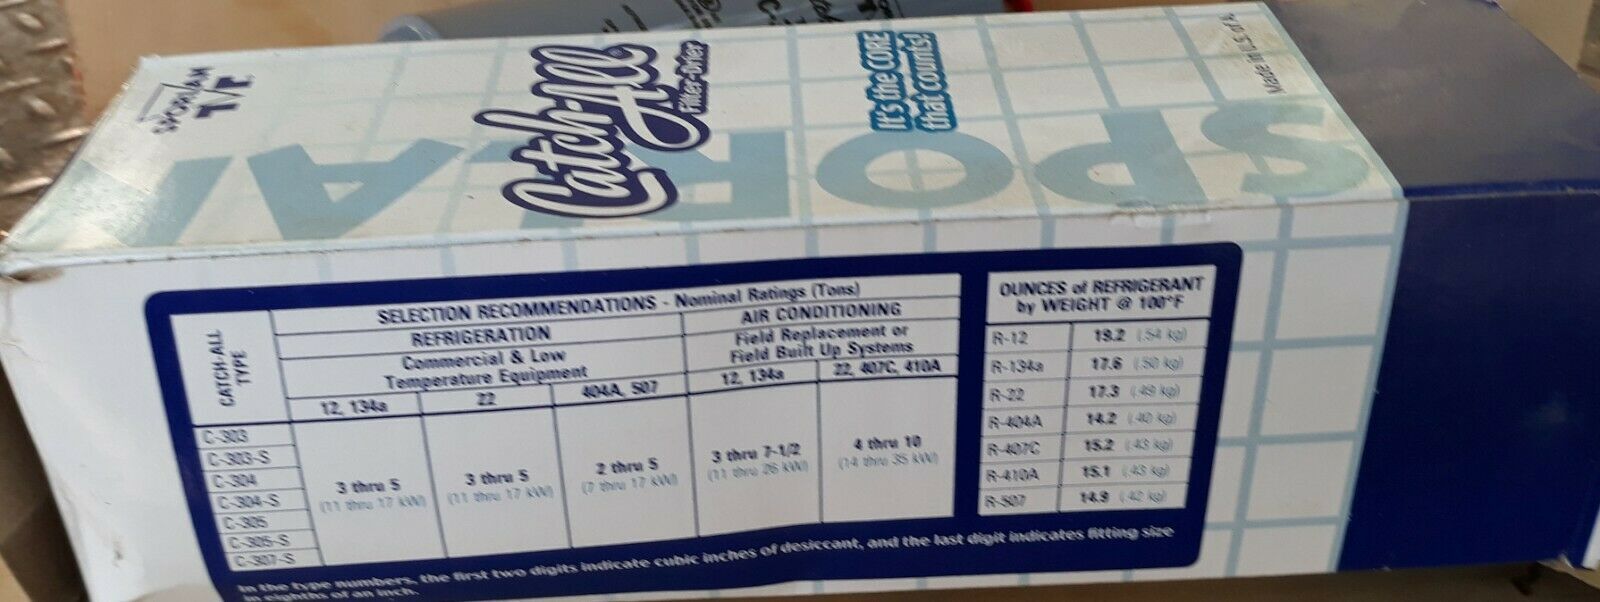 SPORLAN
Catch-All
Filter-Drier
It's the CORE
that counts!
Made in U.S. of A.
SPORLAN
SELECTION RECOMMENDATIONS - Nominal Ratings (Tons)
CATCH-ALL
TYPE
REFRIGERATION
Commercial & Low
Temperature Equipment
AIR CONDITIONING
Field Replacement or
Field Built Up Systems
12, 134a
22
404A, 507
12, 134a
22, 407C, 410A
C-303
C-303-S
C-304
C-304-S
C-305
C-305-S
C-307-S
3 thru 5
(11 thru 17 kW)
3 thru 5
(11 thru 17 kW)
2 thru 5
(7 thru 17 kW)
3 thru 7-1/2
(11 thru 26 kW)
4 thru 10
(14 thru 35 kW)
OUNCES of REFRIGERANT
by WEIGHT @ 100°F
R-12 19.2 (.54 kg)
R-134a 17.6 (.50 kg)
R-22 17.3 (.49 kg)
R-404A 14.2 (.40 kg)
R-407C 15.2 (.43 kg)
R-410A 15.1 (.43 kg)
R-507 14.9 (.42 kg)
In the type numbers, the first two digits indicate cubic inches of desiccant, and the last digit indicates fitting size
in eighths of an inch.